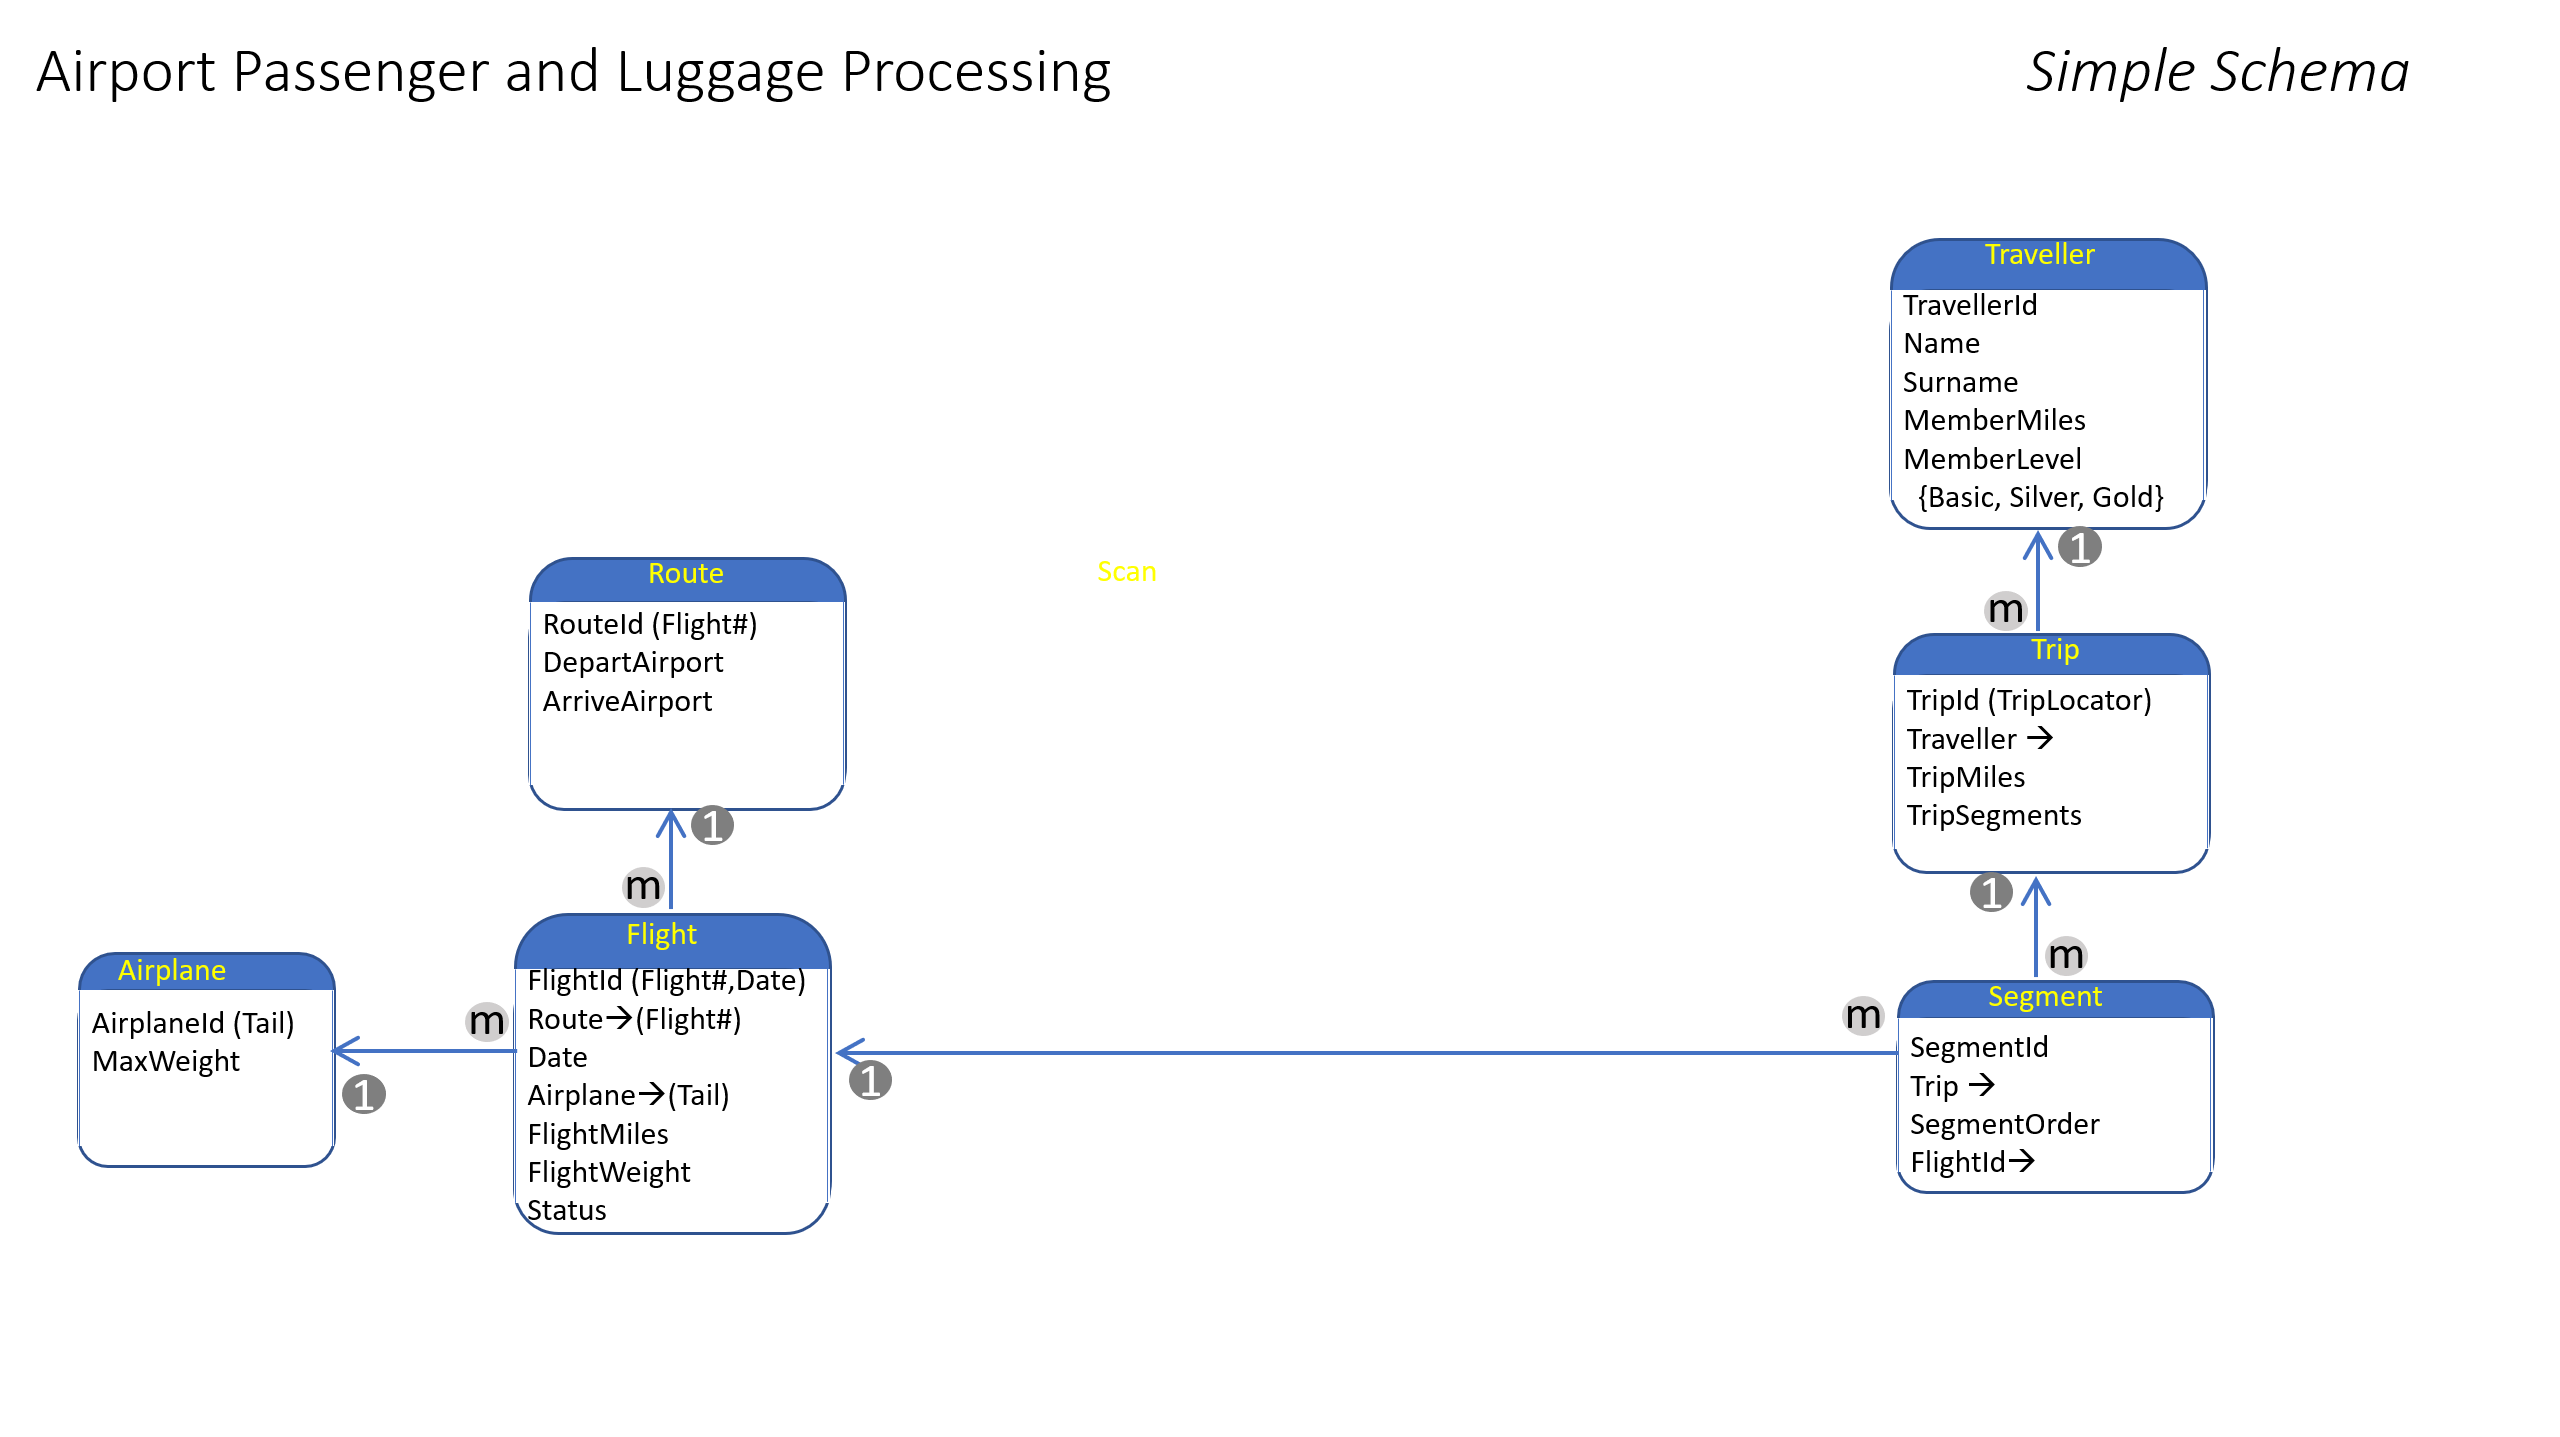 Airport Passenger and Luggage Processing
Simple Schema
Traveller
TravellerId
Name
Surname
MemberMiles
MemberLevel
{Basic, Silver, Gold}
1
m
Route
RouteId (Flight#)
DepartAirport
ArriveAirport
1
m
Scan
Trip
TripId (TripLocator)
Traveller →
TripMiles
TripSegments
1
m
Airplane
AirplaneId (Tail)
MaxWeight
1
m
Flight
FlightId (Flight#,Date)
Route→(Flight#)
Date
Airplane→(Tail)
FlightMiles
FlightWeight
Status
1
m
Segment
SegmentId
Trip →
SegmentOrder
FlightId→